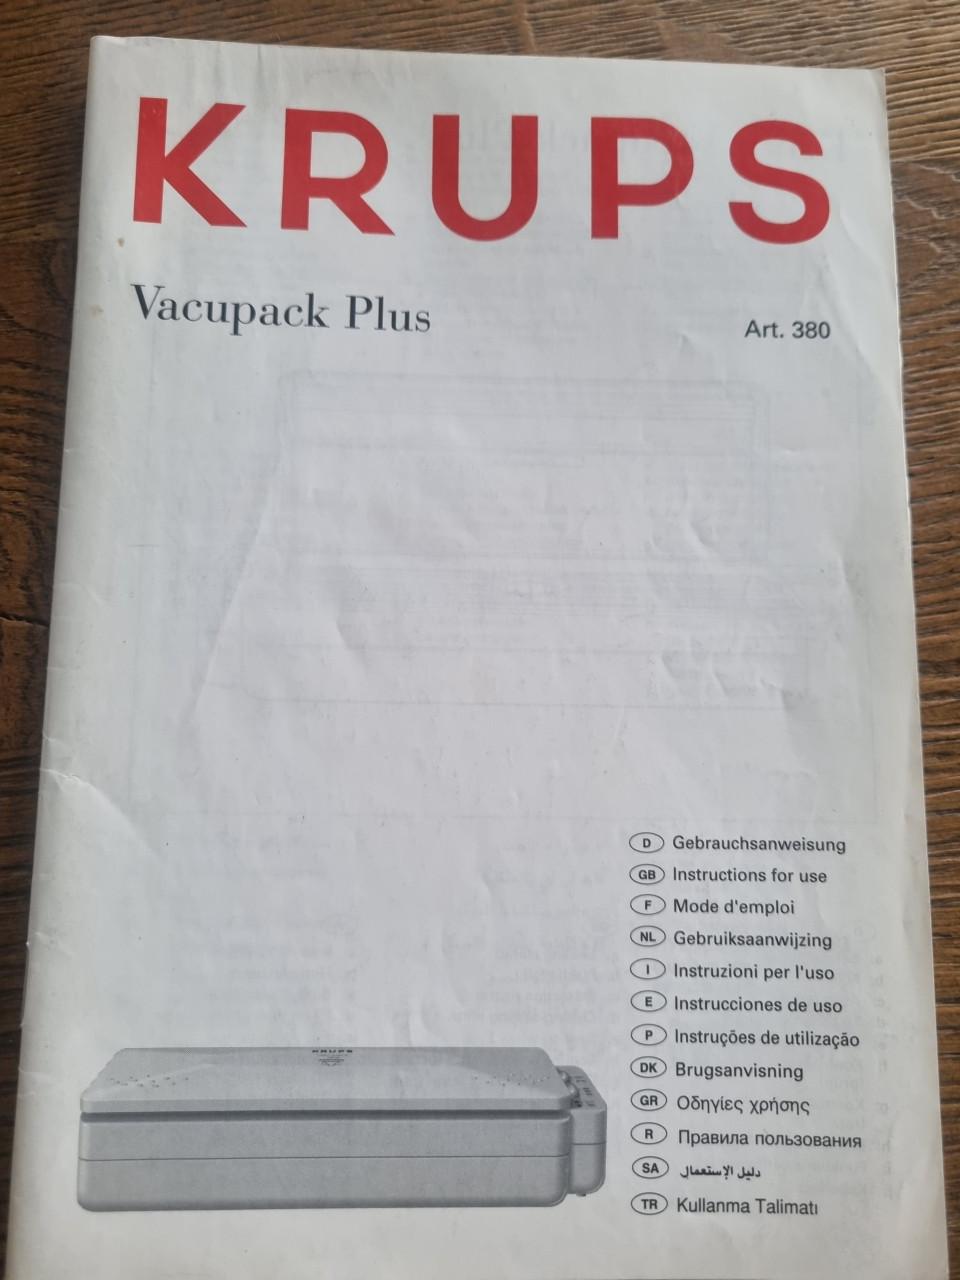 KRUPS
Vacupack Plus
Art. 380
D Gebrauchsanweisung
GB Instructions for use
F Mode d'emploi
NL Gebruiksaanwijzing
I Instruzioni per l'uso
E Instrucciones de uso
P Instruções de utilização
DK Brugsanvisning
GR Οδηγίες χρήσης
R Правила пользования
SA دليل الإستعمال
TR Kullanma Talimatı
KRUPS